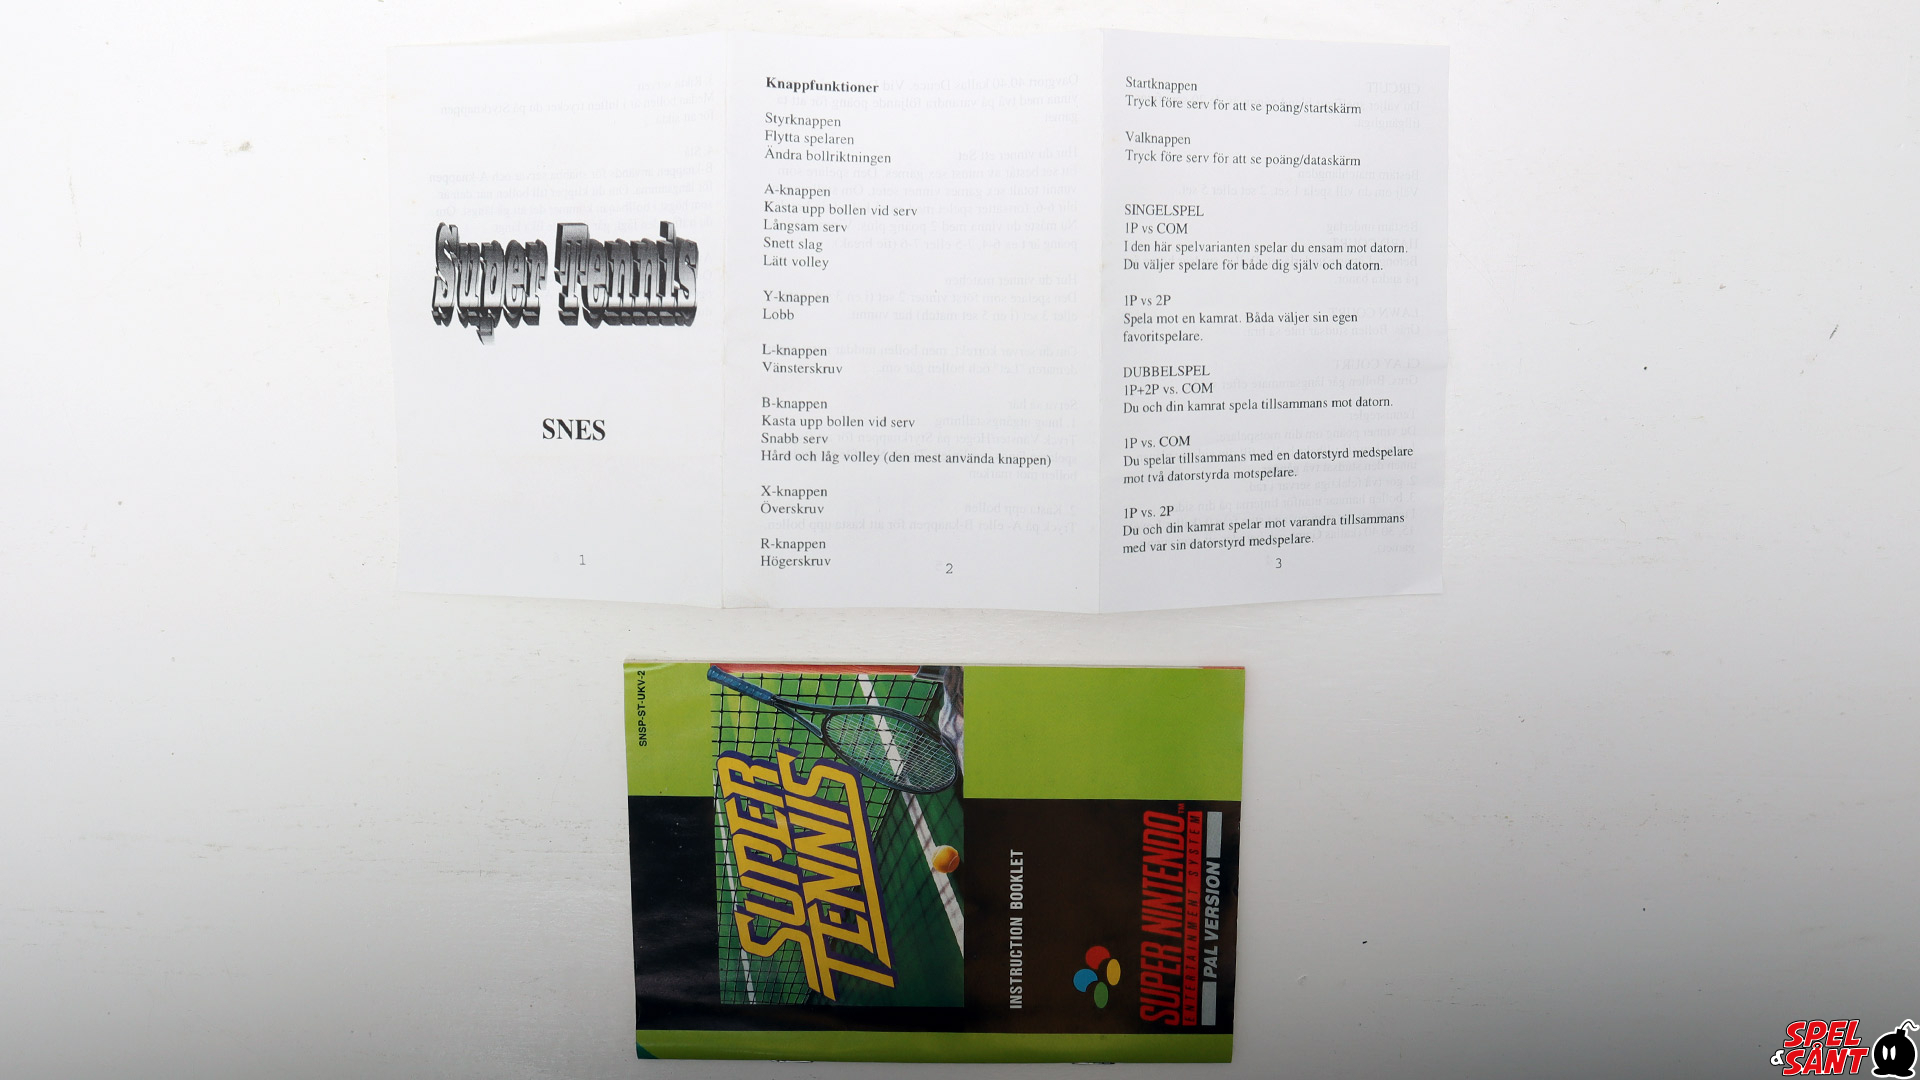 Super Tennis
SNES
1
Knappfunktioner
Styrknappen
Flytta spelaren
Ändra bollriktningen
A-knappen
Kasta upp bollen vid serv
Långsam serv
Snett slag
Lätt volley
Y-knappen
Lobb
L-knappen
Vänsterskruv
B-knappen
Kasta upp bollen vid serv
Snabb serv
Hård och låg volley (den mest använda knappen)
X-knappen
Överskruv
R-knappen
Högerskruv
2
Startknappen
Tryck före serv för att se poäng/startskärm
Valknappen
Tryck före serv för att se poäng/dataskärm
SINGELSPEL
1P vs COM
I den här spelvarianten spelar du ensam mot datorn.
Du väljer spelare för både dig själv och datorn.
1P vs 2P
Spela mot en kamrat. Båda väljer sin egen
favoritspelare.
DUBBELSPEL
1P+2P vs. COM
Du och din kamrat spela tillsammans mot datorn.
1P vs. COM
Du spelar tillsammans med en datorstyrd medspelare
mot två datorstyrda motspelare.
1P vs. 2P
Du och din kamrat spelar mot varandra tillsammans
med var sin datorstyrd medspelare.
3
SNSP-ST-UKV-2
SUPER
TENNIS
INSTRUCTION BOOKLET
SUPER NINTENDO
ENTERTAINMENT SYSTEM
PAL VERSION
SPEL
& SÅNT